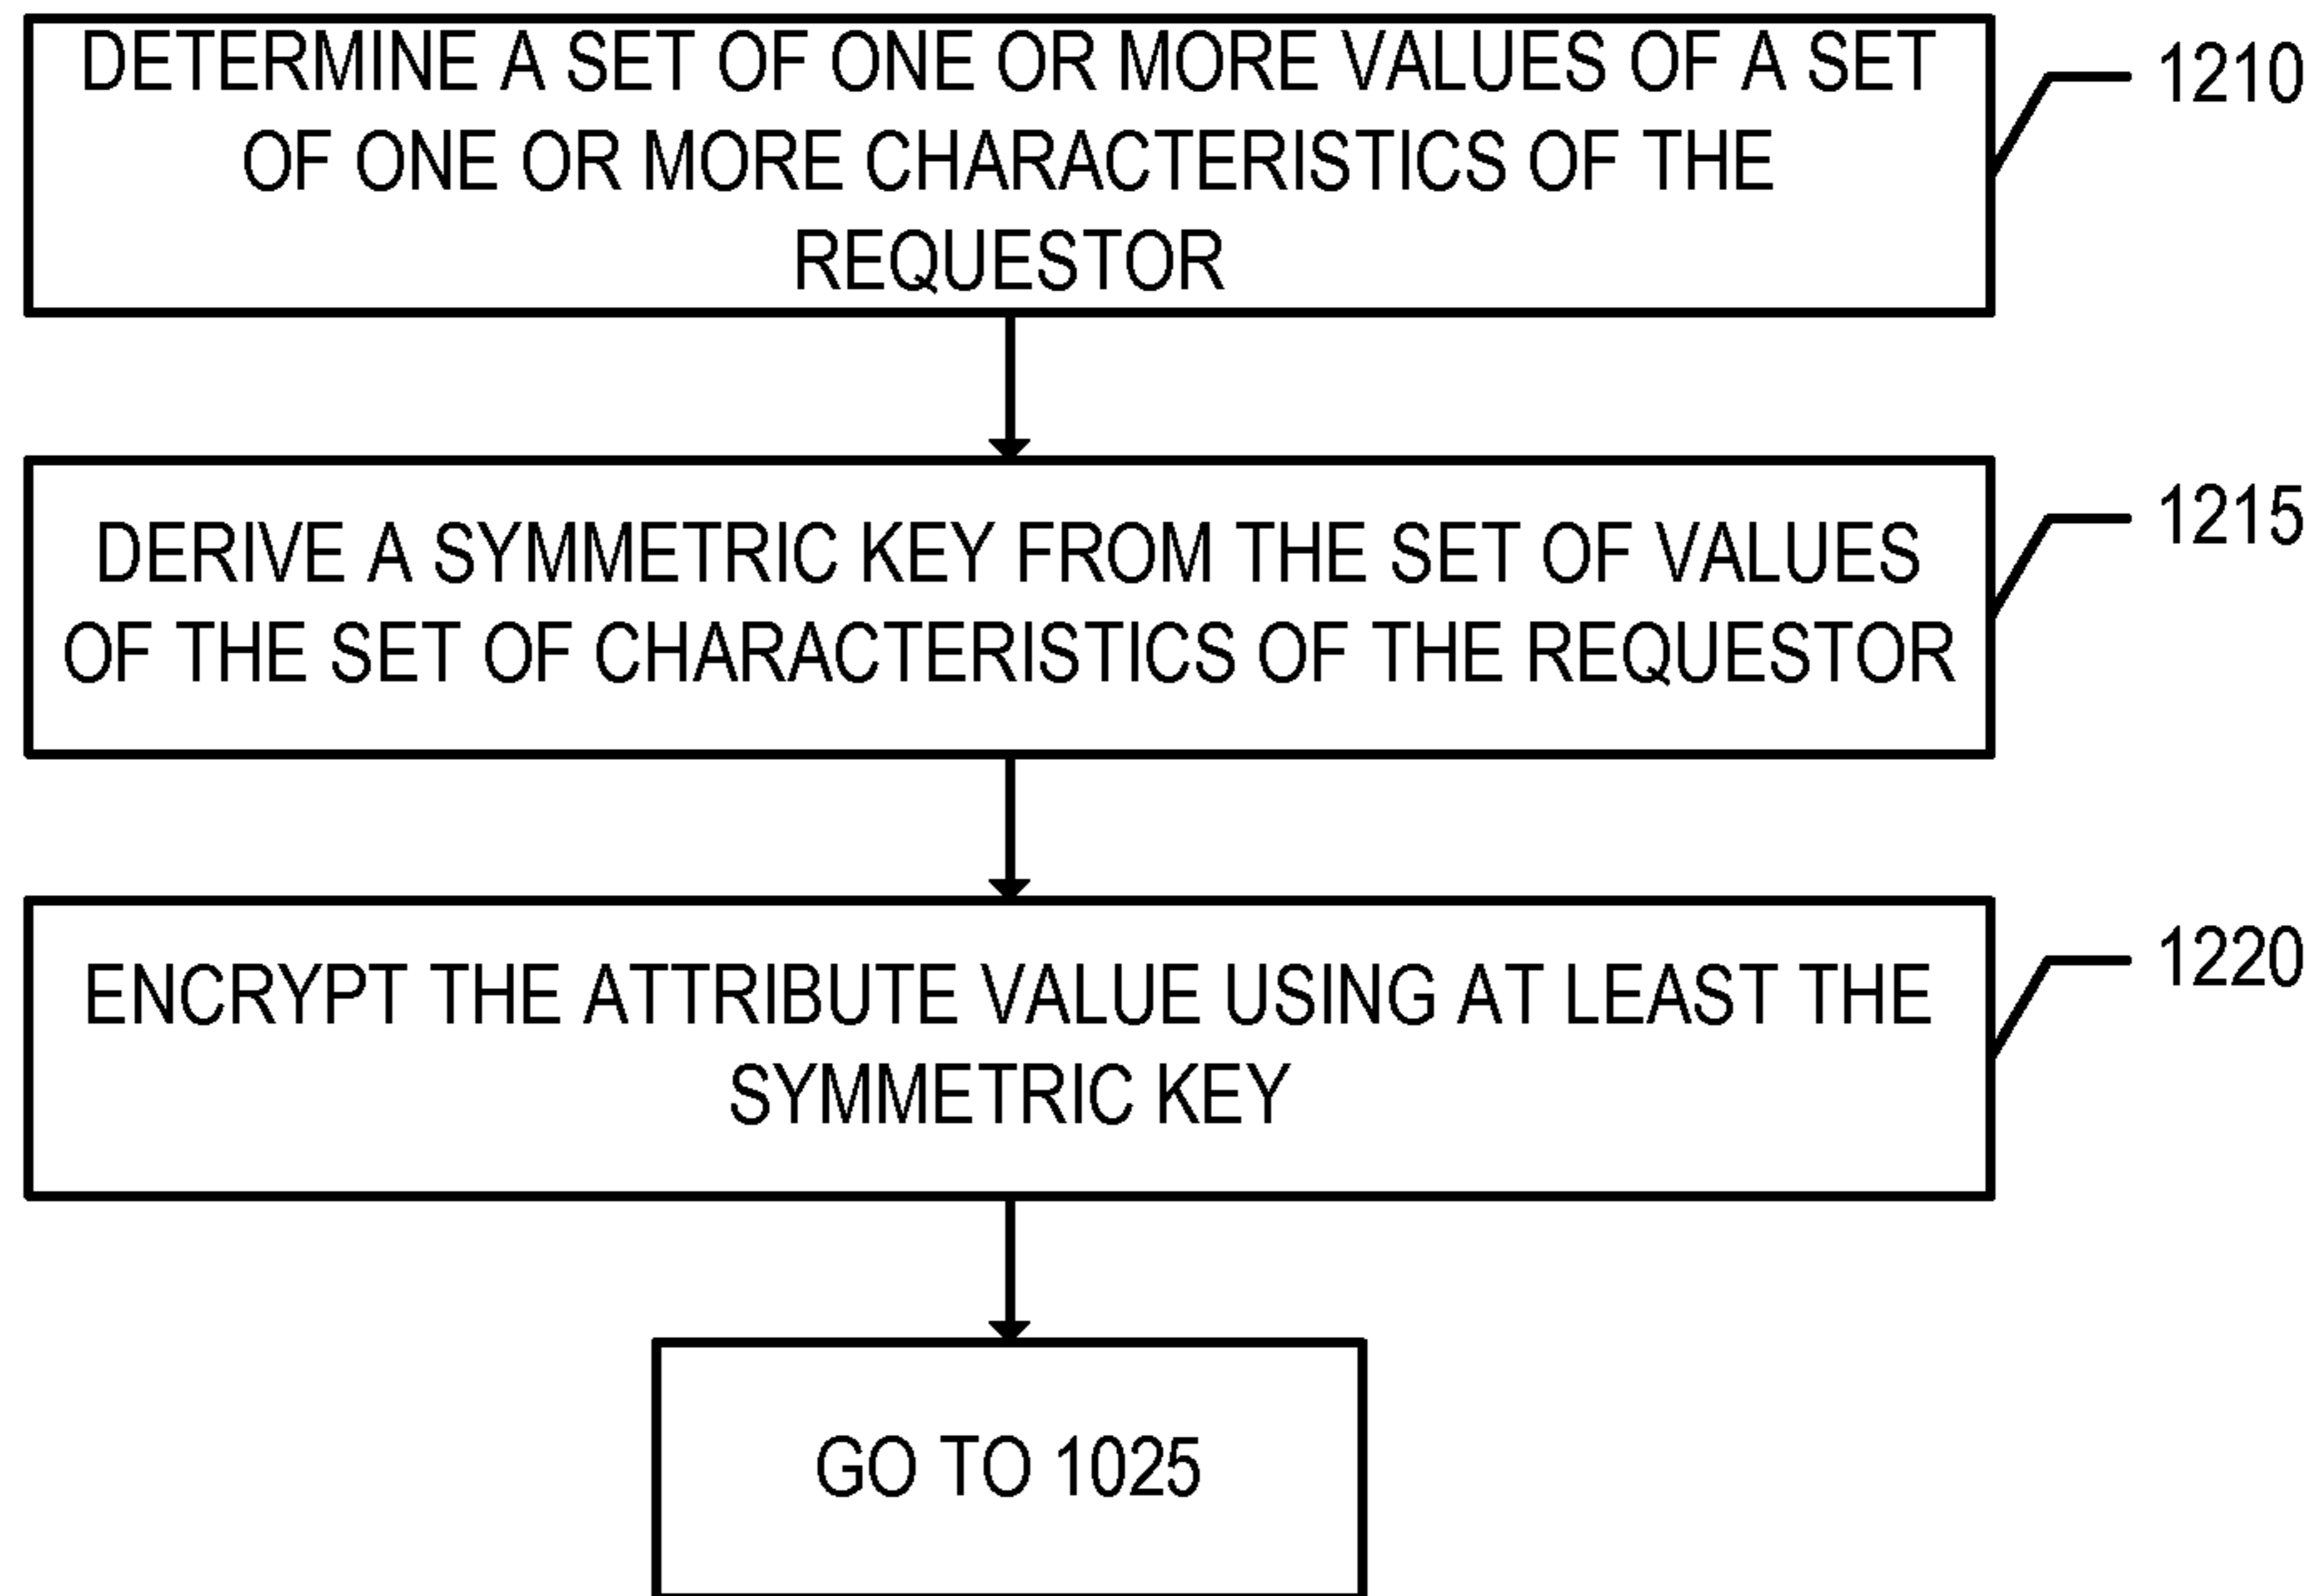 DETERMINE A SET OF ONE OR MORE VALUES OF A SET
OF ONE OR MORE CHARACTERISTICS OF THE
REQUESTOR
1210
DERIVE A SYMMETRIC KEY FROM THE SET OF VALUES
OF THE SET OF CHARACTERISTICS OF THE REQUESTOR
1215
ENCRYPT THE ATTRIBUTE VALUE USING AT LEAST THE
SYMMETRIC KEY
1220
GO TO 1025